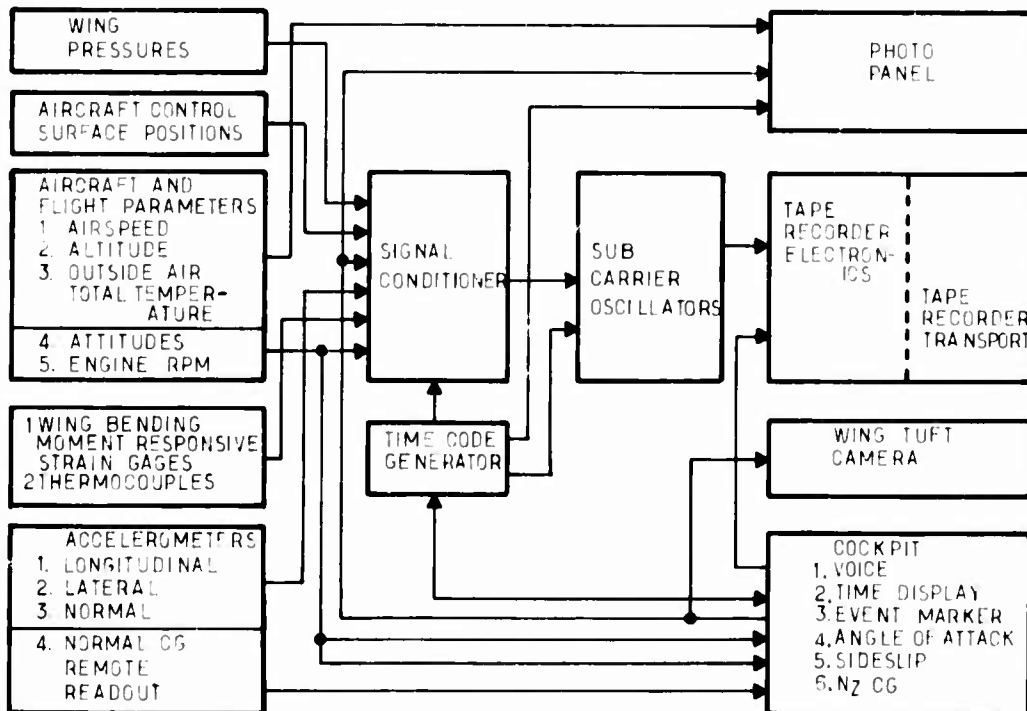 WING
PRESSURES
AIRCRAFT CONTROL
SURFACE POSITIONS
AIRCRAFT AND
FLIGHT PARAMETERS
1 AIRSPEED
2. ALTITUDE
3. OUTSIDE AIR
TOTAL TEMPER-
ATURE
4. ATTITUDES
5. ENGINE RPM
1 WING BENDING
MOMENT RESPONSIVE
STRAIN GAGES
2 THERMOCOUPLES
ACCELEROMETERS
1. LONGITUDINAL
2. LATERAL
3. NORMAL
4. NORMAL CG
REMOTE
READOUT
SIGNAL
CONDITIONER
TIME CODE
GENERATOR
SUB
CARRIER
OSCILLATORS
PHOTO
PANEL
TAPE
RECORDER
ELECTRON-
ICS
TAPE
RECORDER
TRANSPORT
WING TUFT
CAMERA
COCKPIT
1. VOICE
2. TIME DISPLAY
3. EVENT MARKER
4. ANGLE OF ATTACK
5. SIDESLIP
6. NZ CG